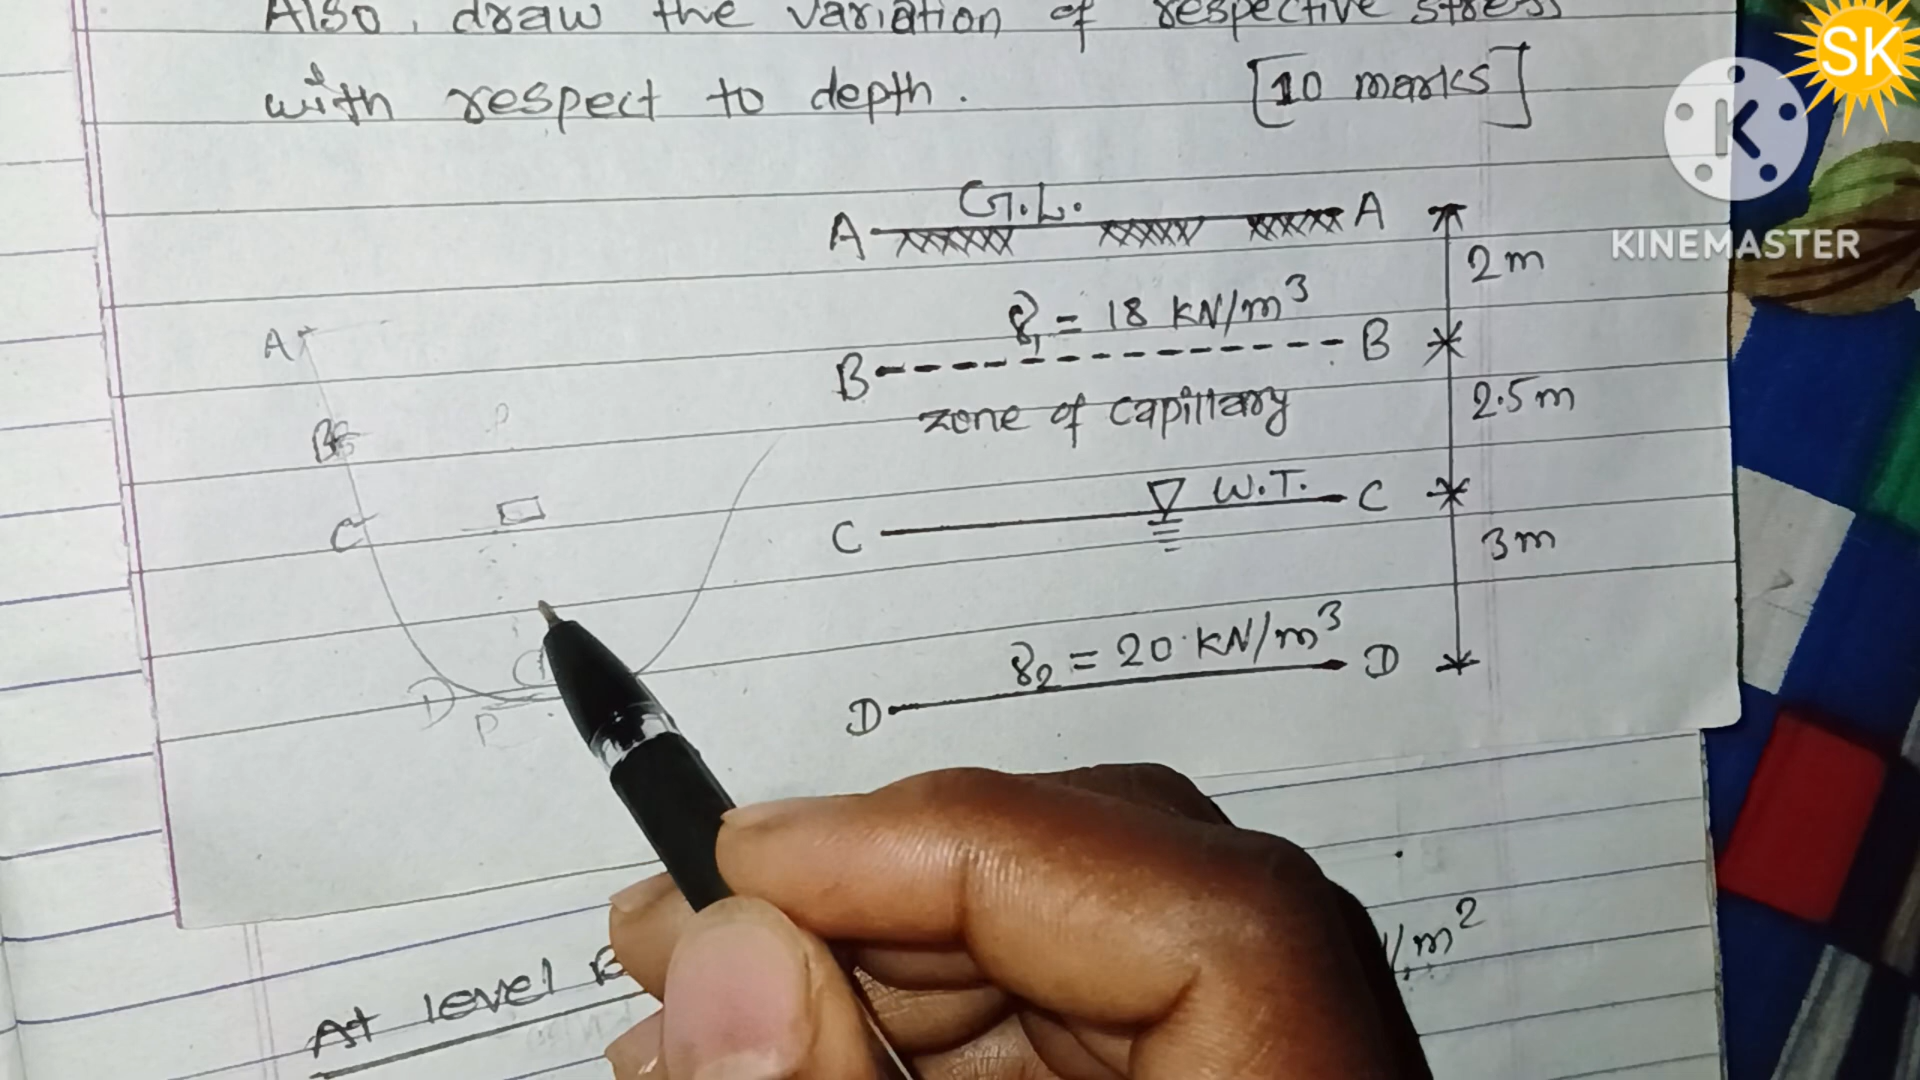 Also, draw the variation of respective stress
with respect to depth. [10 marks]
SK
K
KINEMASTER
A G.L. A
2m
γ₁ = 18 KN/m³
B B
2.5m
zone of capillary
C W.T. C
3m
γ₂ = 20 KN/m³
D D
A
B
C
D
At level
/m²